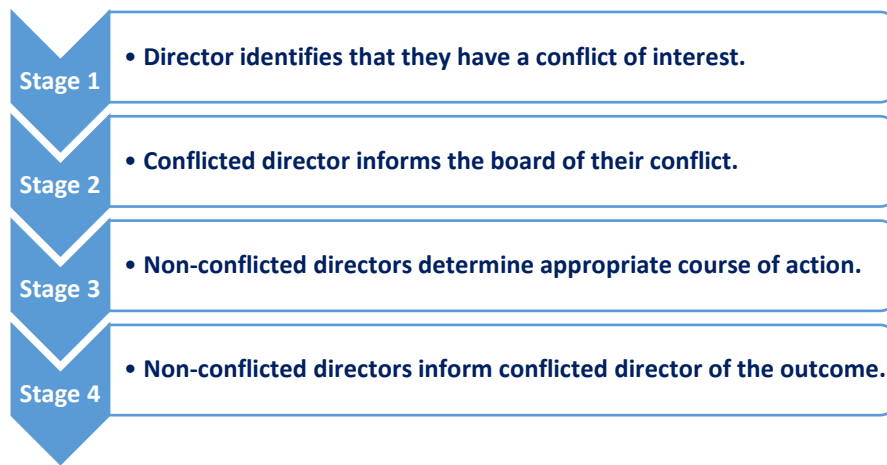 Stage 1
• Director identifies that they have a conflict of interest.
Stage 2
• Conflicted director informs the board of their conflict.
Stage 3
• Non-conflicted directors determine appropriate course of action.
Stage 4
• Non-conflicted directors inform conflicted director of the outcome.